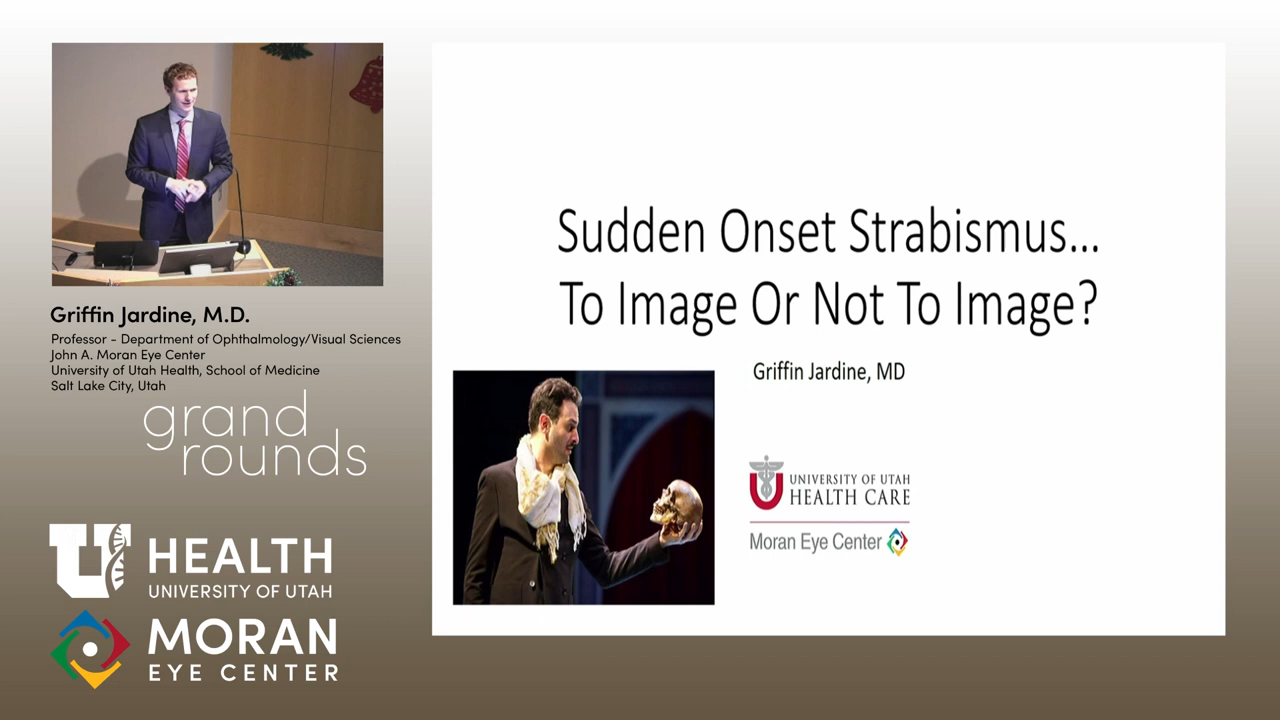 Griffin Jardine, M.D.
Professor - Department of Ophthalmology/Visual Sciences
John A. Moran Eye Center
University of Utah Health, School of Medicine
Salt Lake City, Utah
grand
rounds
U HEALTH
UNIVERSITY OF UTAH
MORAN
EYE CENTER
Sudden Onset Strabismus...
To Image Or Not To Image?
Griffin Jardine, MD
UNIVERSITY OF UTAH
HEALTH CARE
Moran Eye Center